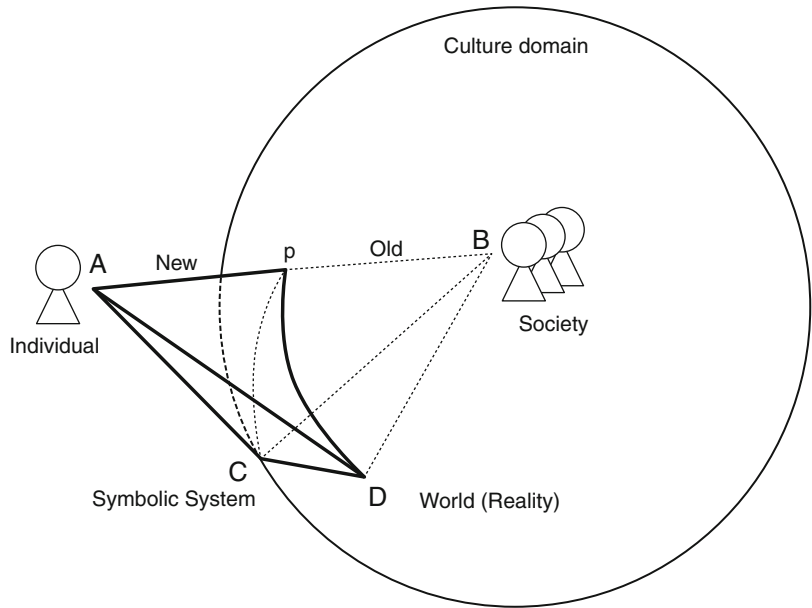 Culture domain
A
New
p
Old
B
Individual
Society
C
Symbolic System
D
World (Reality)